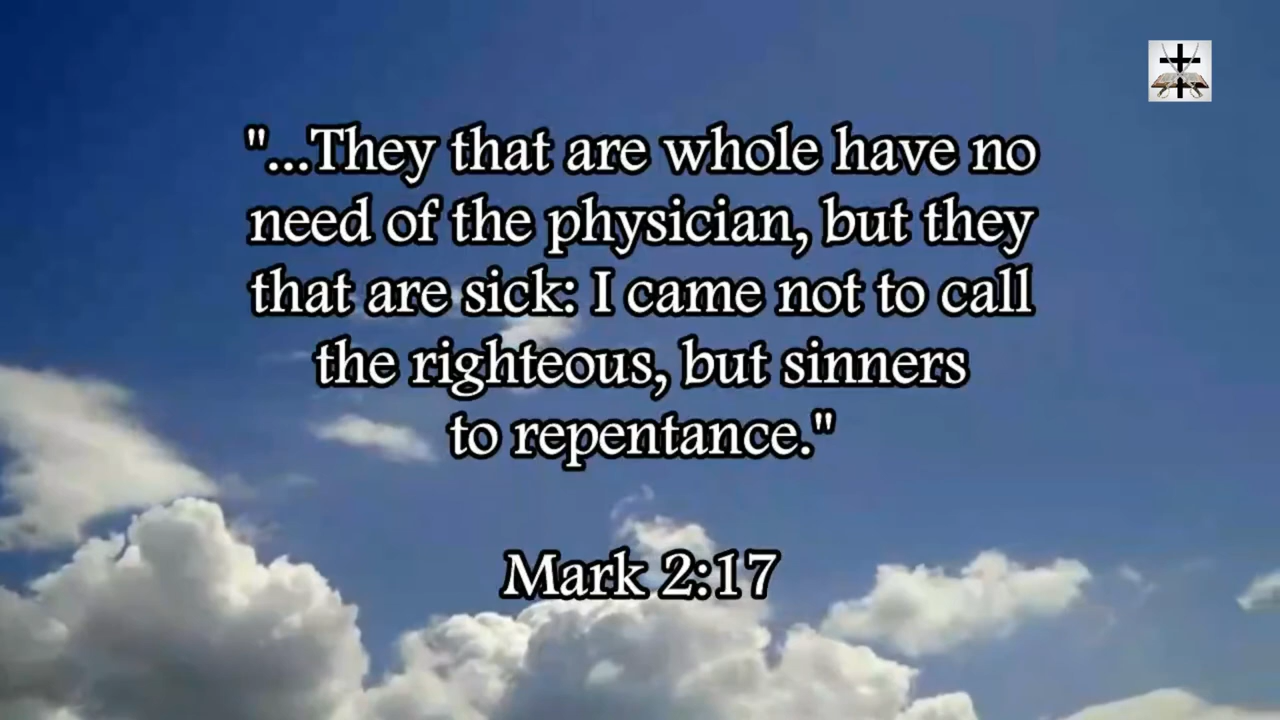 "...They that are whole have no
need of the physician, but they
that are sick: I came not to call
the righteous, but sinners
to repentance."
Mark 2:17